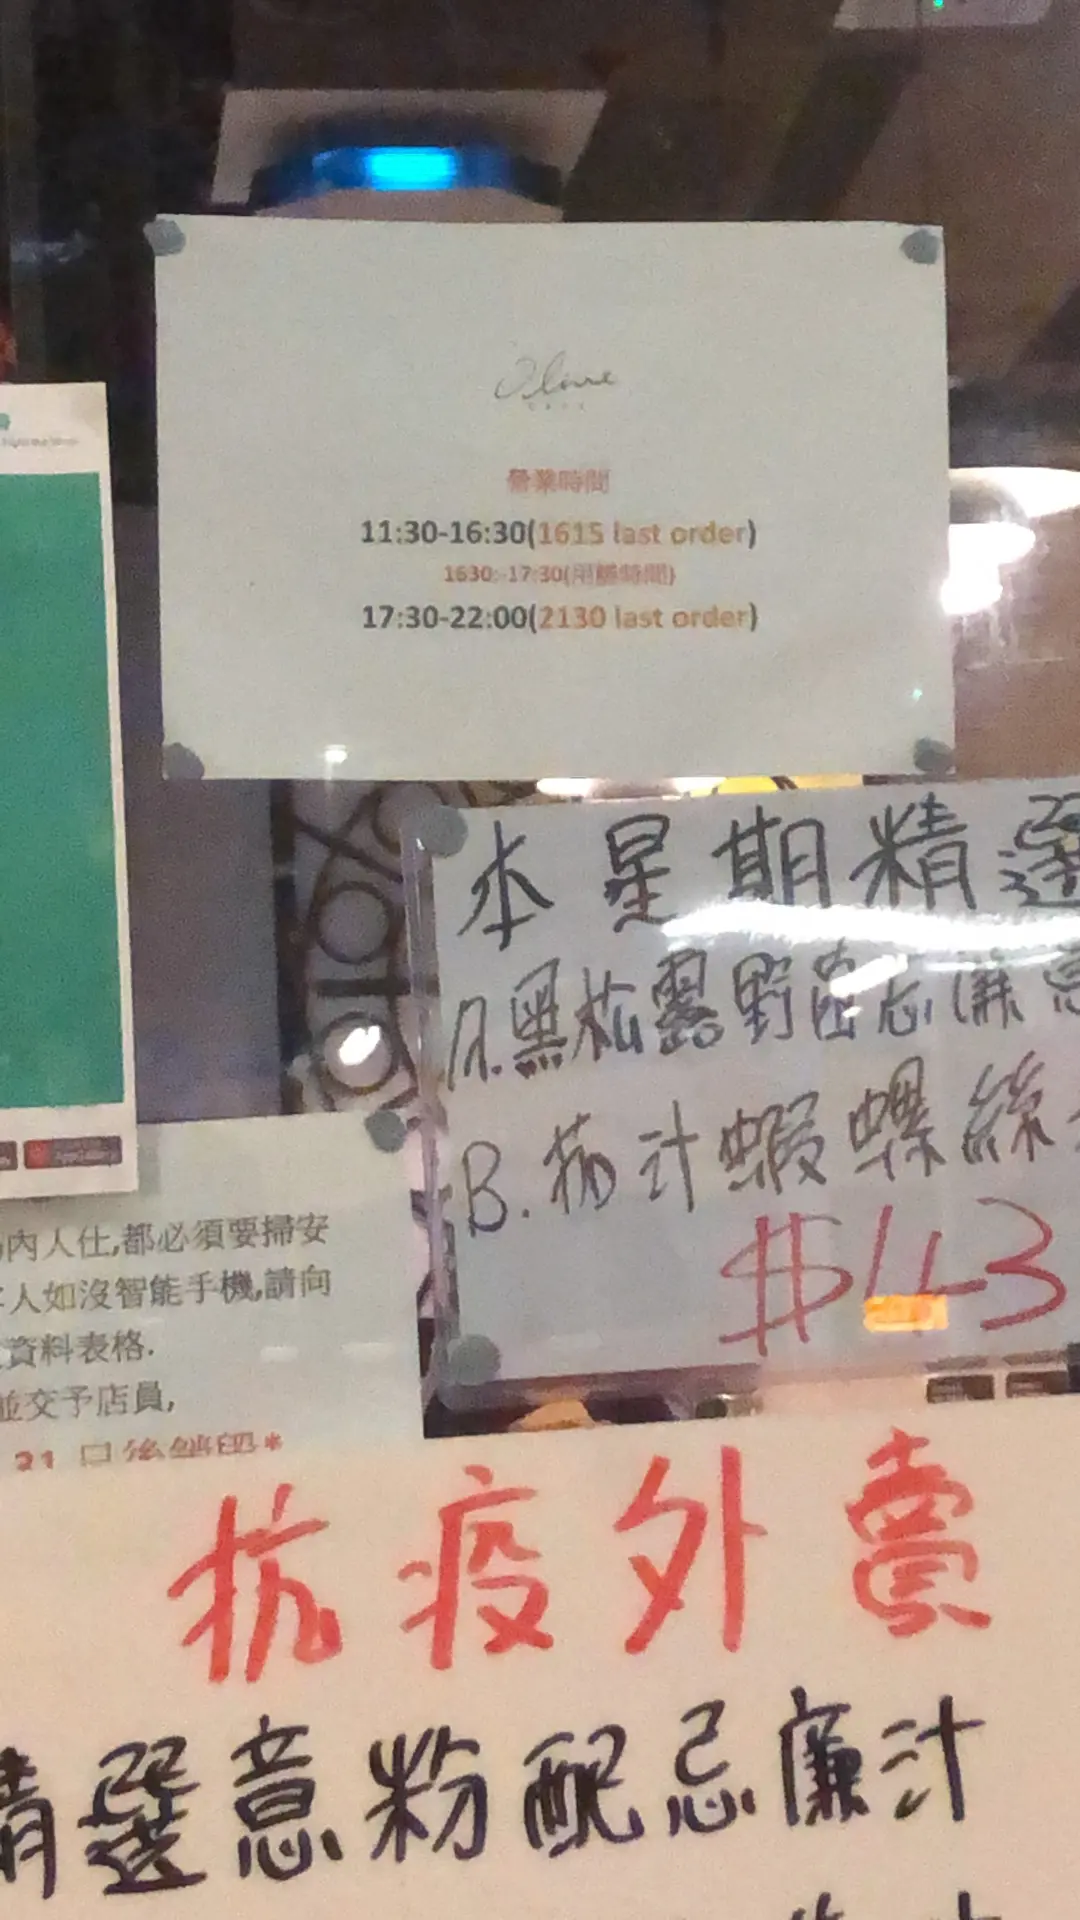 營業時間
11:30-16:30(1615 last order)
1630:-17:30(用膳時間)
17:30-22:00(2130 last order)
本星期精選
A.黑松露野菌忌廉意
B.茄汁蝦螺絲
$43
內人仕,都必須要掃安
人如沒智能手機,請向
資料表格.
並交予店員,
AppGallery
抗疫外賣
精選意粉配忌廉汁